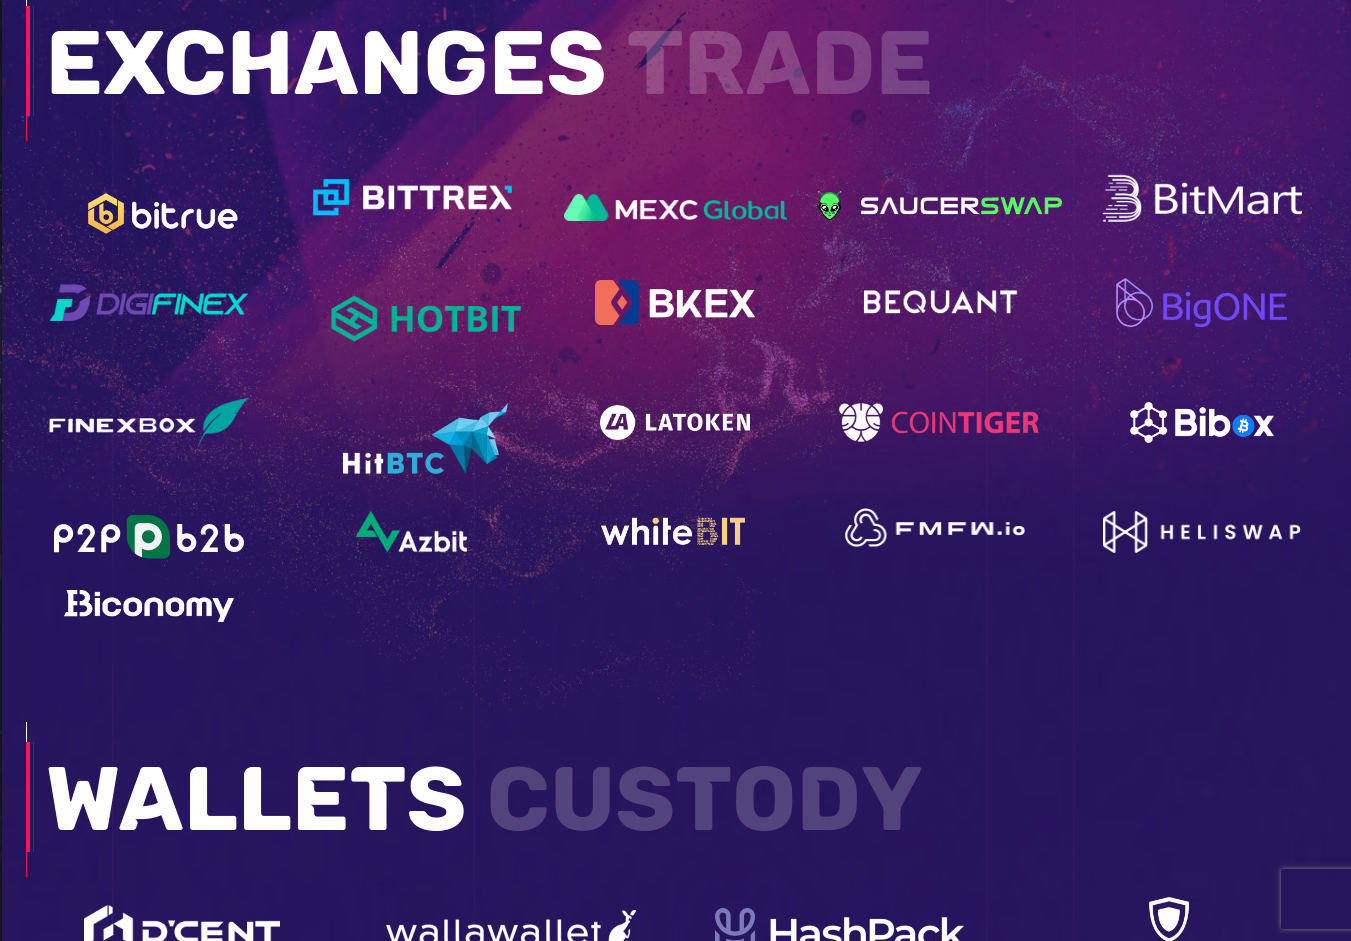 EXCHANGES TRADE
bitrue
BITTREX
MEXC Global
SAUCERSWAP
BitMart
DIGIFINEX
HOTBIT
BKEX
BEQUANT
BigONE
FINEXBOX
HitBTC
LATOKEN
COINTIGER
Bibox
P2P b2b
Azbit
whiteBIT
FMFW.io
HELISWAP
Biconomy
WALLETS CUSTODY
D'CENT
wallawallet
HashPack